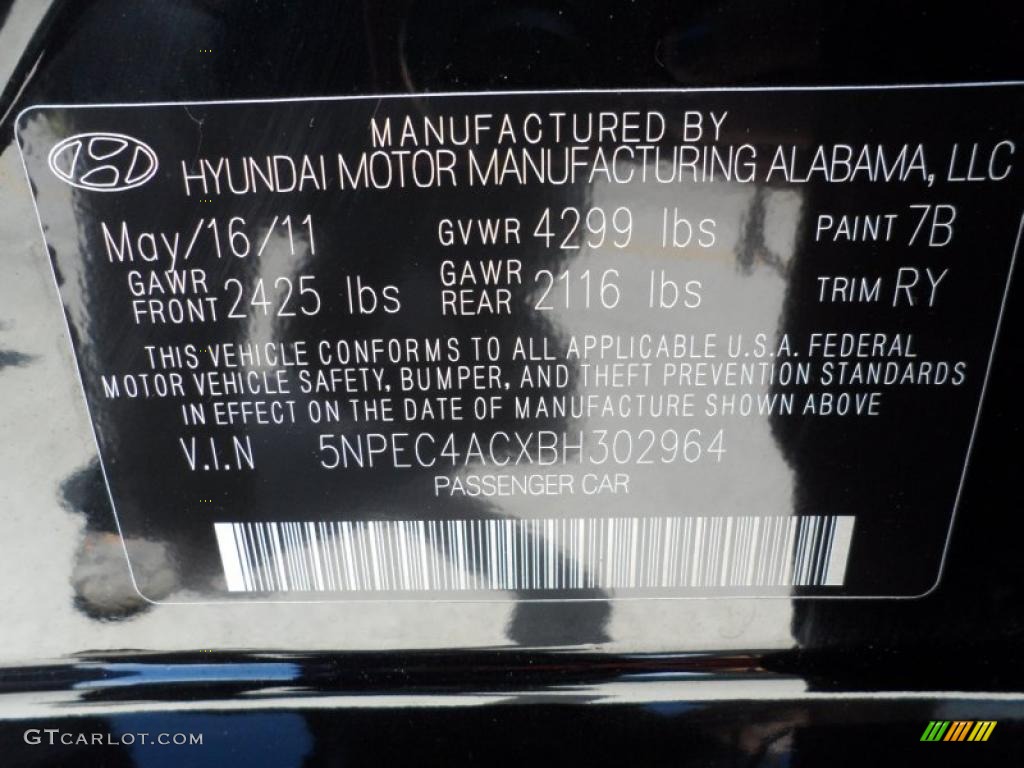 MANUFACTURED BY
HYUNDAI MOTOR MANUFACTURING ALABAMA, LLC
May/16/11 GVWR 4299 lbs PAINT 7B
GAWR FRONT 2425 lbs GAWR REAR 2116 lbs TRIM RY
THIS VEHICLE CONFORMS TO ALL APPLICABLE U.S.A. FEDERAL
MOTOR VEHICLE SAFETY, BUMPER, AND THEFT PREVENTION STANDARDS
IN EFFECT ON THE DATE OF MANUFACTURE SHOWN ABOVE
V.I.N 5NPEC4ACXBH302964
PASSENGER CAR
GTCARLOT.COM